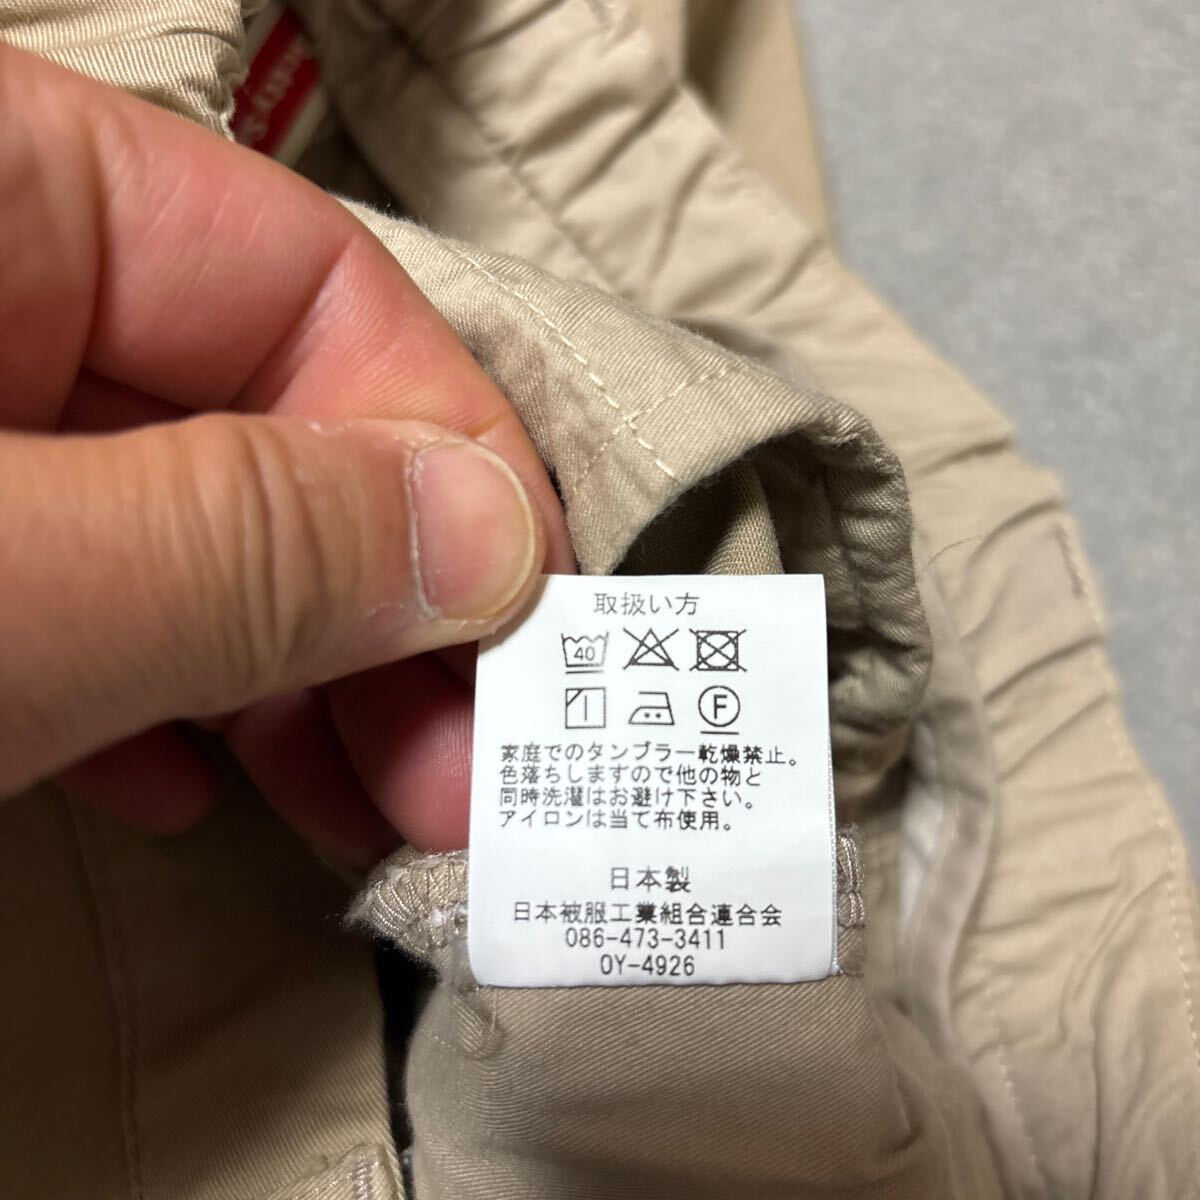 取扱い方
40
F
家庭でのタンブラー乾燥禁止。
色落ちしますので他の物と
同時洗濯はお避け下さい。
アイロンは当て布使用。
日本製
日本被服工業組合連合会
086-473-3411
OY-4926